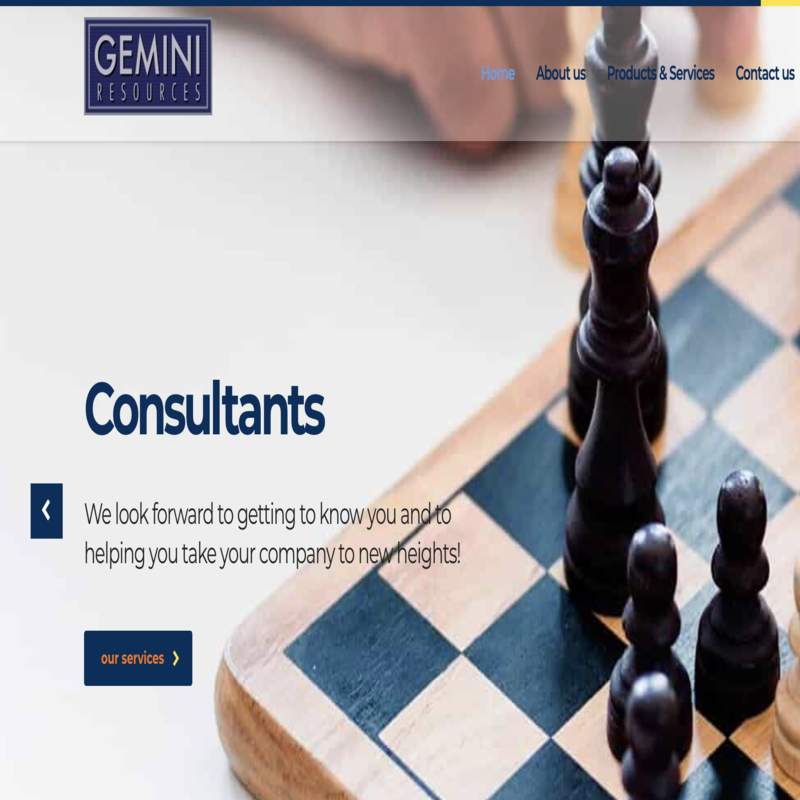 GEMINI
RESOURCES
Home About us Products & Services Contact us
Consultants
We look forward to getting to know you and to
helping you take your company to new heights!
our services